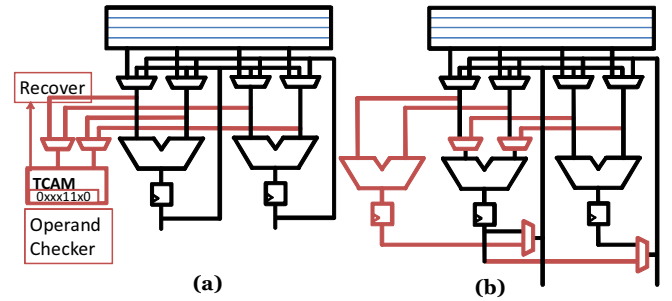 Recover
TCAM
0xxx11x0
Operand
Checker
(a)
(b)